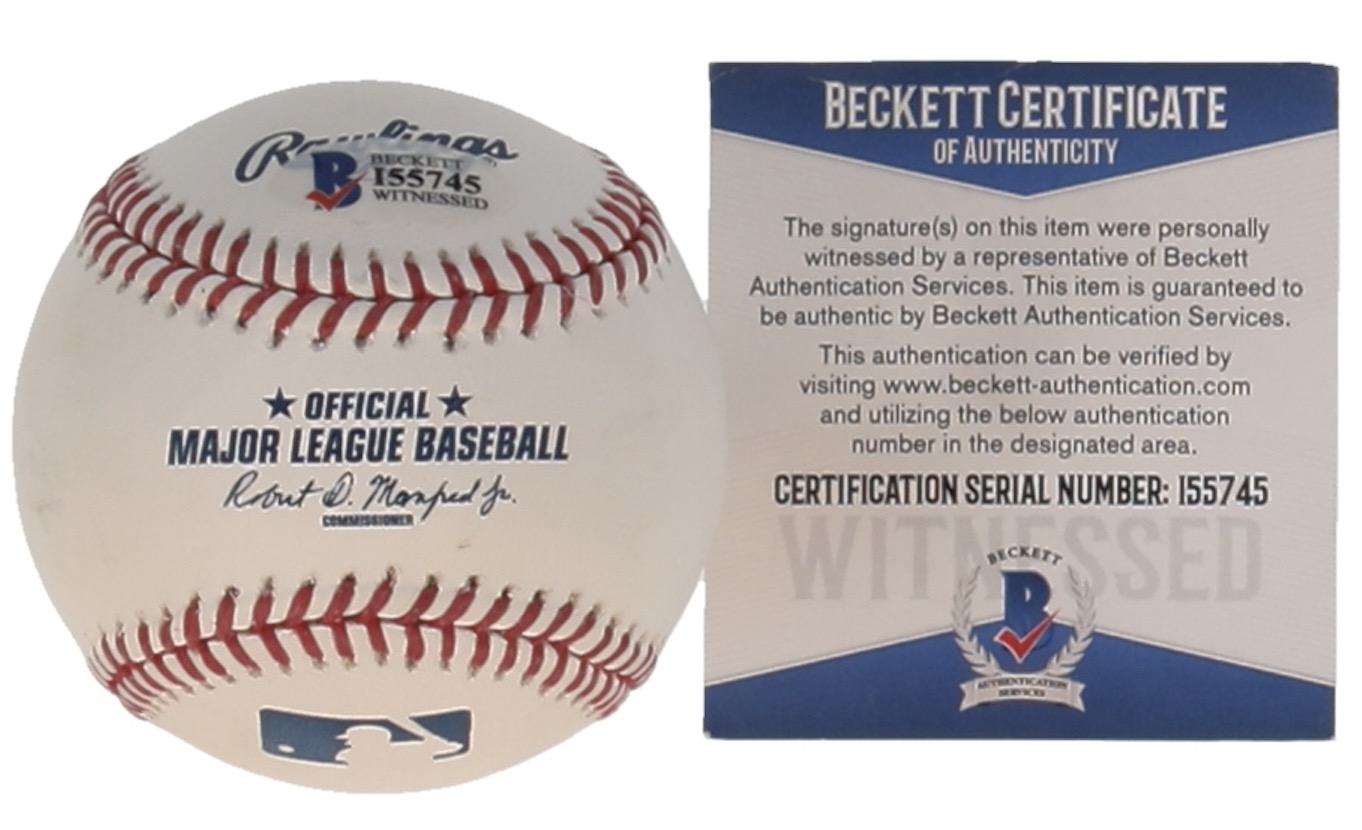 Rawlings
BECKETT
I55745
WITNESSED
OFFICIAL
MAJOR LEAGUE BASEBALL
Robert D. Manfred Jr.
COMMISSIONER
BECKETT CERTIFICATE
OF AUTHENTICITY
The signature(s) on this item were personally
witnessed by a representative of Beckett
Authentication Services. This item is guaranteed to
be authentic by Beckett Authentication Services.
This authentication can be verified by
visiting www.beckett-authentication.com
and utilizing the below authentication
number in the designated area.
CERTIFICATION SERIAL NUMBER: I55745
WITNESSED
BECKETT
B
AUTHENTICATION
SERVICES